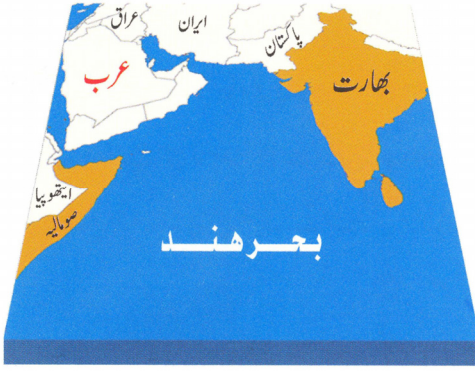 عراق
ایران
پاکستان
بھارت
عرب
ایتھوپیا
صومالیہ
بحر ھند